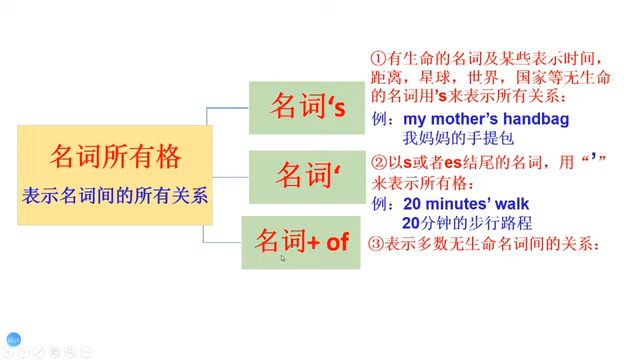 名词所有格
表示名词间的所有关系
名词‘s
名词‘
名词+ of
①有生命的名词及某些表示时间，
距离，星球，世界，国家等无生命
的名词用’s来表示所有关系：
例：my mother’s handbag
我妈妈的手提包
②以s或者es结尾的名词，用“’”
来表示所有格：
例：20 minutes’ walk
20分钟的步行路程
③表示多数无生命名词间的关系：